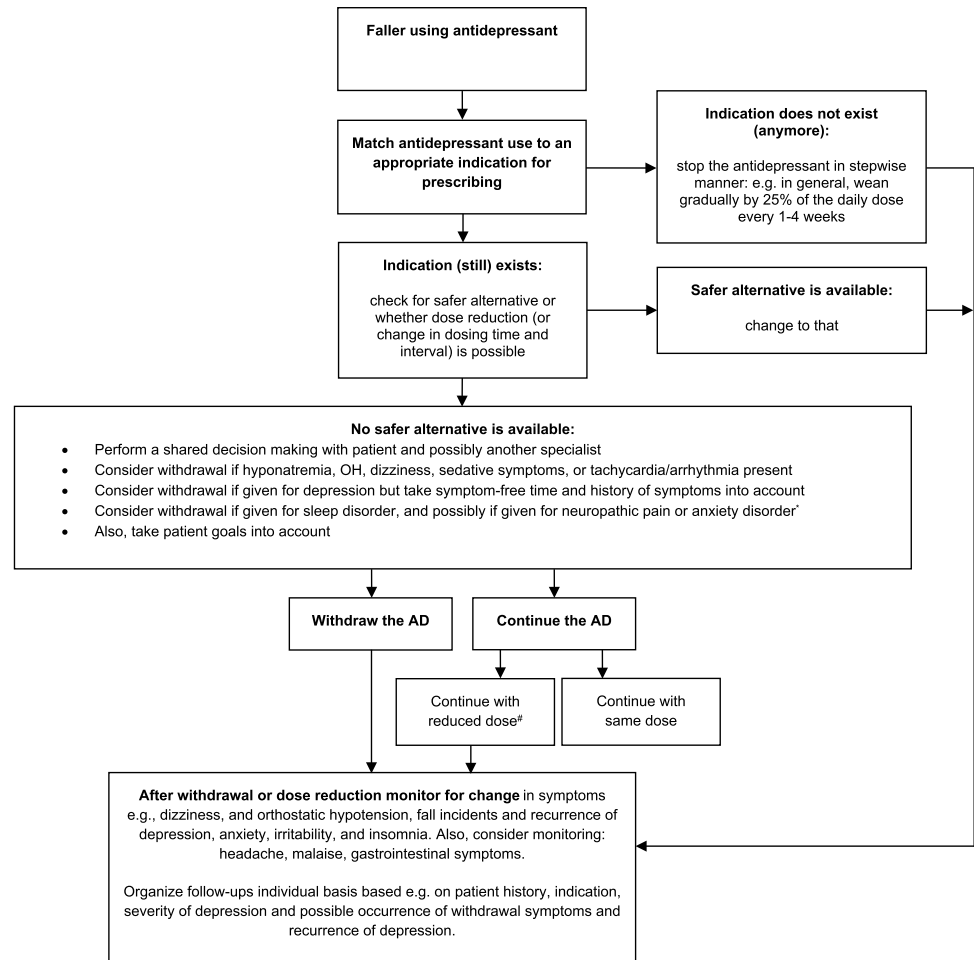 Faller using antidepressant
Match antidepressant use to an
appropriate indication for
prescribing
Indication does not exist
(anymore):
stop the antidepressant in stepwise
manner: e.g. in general, wean
gradually by 25% of the daily dose
every 1-4 weeks
Indication (still) exists:
check for safer alternative or
whether dose reduction (or
change in dosing time and
interval) is possible
Safer alternative is available:
change to that
No safer alternative is available:
• Perform a shared decision making with patient and possibly another specialist
• Consider withdrawal if hyponatremia, OH, dizziness, sedative symptoms, or tachycardia/arrhythmia present
• Consider withdrawal if given for depression but take symptom-free time and history of symptoms into account
• Consider withdrawal if given for sleep disorder, and possibly if given for neuropathic pain or anxiety disorder*
• Also, take patient goals into account
Withdraw the AD
Continue the AD
Continue with
reduced dose#
Continue with
same dose
After withdrawal or dose reduction monitor for change in symptoms
e.g., dizziness, and orthostatic hypotension, fall incidents and recurrence of
depression, anxiety, irritability, and insomnia. Also, consider monitoring:
headache, malaise, gastrointestinal symptoms.
Organize follow-ups individual basis based e.g. on patient history, indication,
severity of depression and possible occurrence of withdrawal symptoms and
recurrence of depression.